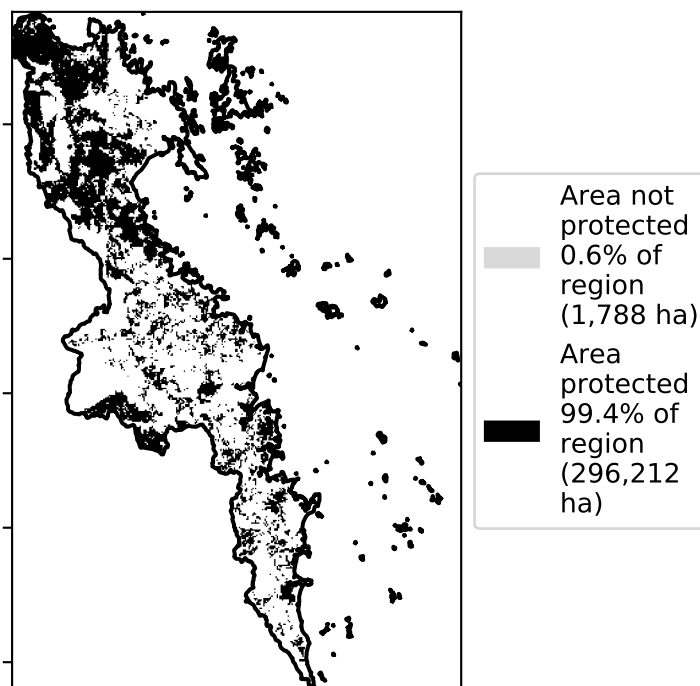 Area not
protected
0.6% of
region
(1,788 ha)
Area
protected
99.4% of
region
(296,212
ha)